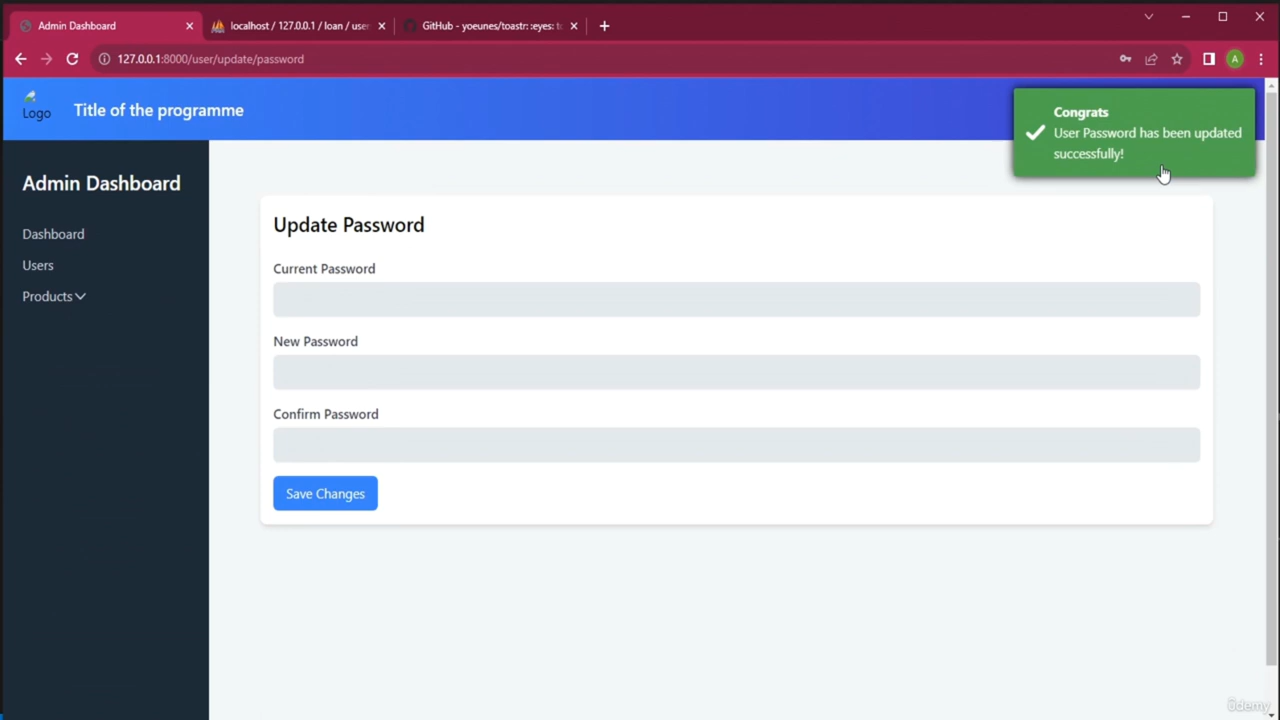 Admin Dashboard
localhost / 127.0.0.1 / loan / user
GitHub - yoeunes/toastr: :eyes: to
127.0.0.1:8000/user/update/password
A
Logo
Title of the programme
Congrats
User Password has been updated
successfully!
Admin Dashboard
Dashboard
Users
Products
Update Password
Current Password
New Password
Confirm Password
Save Changes
ûdemy